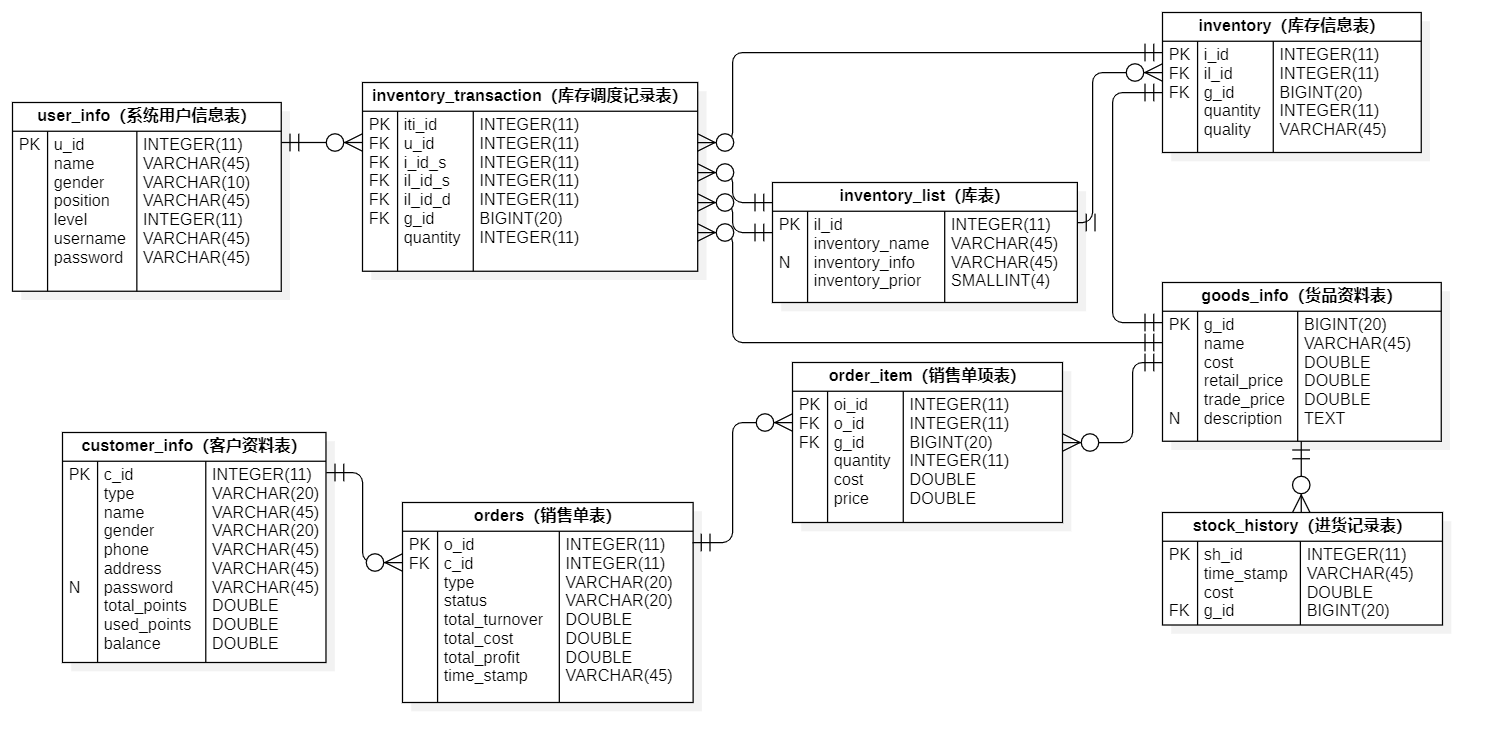 user_info（系统用户信息表）
PK u_id INTEGER(11)
name VARCHAR(45)
gender VARCHAR(10)
position VARCHAR(45)
level INTEGER(11)
username VARCHAR(45)
password VARCHAR(45)
inventory_transaction（库存调度记录表）
PK iti_id INTEGER(11)
FK u_id INTEGER(11)
FK i_id_s INTEGER(11)
FK il_id_s INTEGER(11)
FK il_id_d INTEGER(11)
FK g_id BIGINT(20)
quantity INTEGER(11)
inventory（库存信息表）
PK i_id INTEGER(11)
FK il_id INTEGER(11)
FK g_id BIGINT(20)
quantity INTEGER(11)
quality VARCHAR(45)
inventory_list（库表）
PK il_id INTEGER(11)
inventory_name VARCHAR(45)
N inventory_info VARCHAR(45)
inventory_prior SMALLINT(4)
goods_info（货品资料表）
PK g_id BIGINT(20)
name VARCHAR(45)
cost DOUBLE
retail_price DOUBLE
trade_price DOUBLE
N description TEXT
order_item（销售单项表）
PK oi_id INTEGER(11)
FK o_id INTEGER(11)
FK g_id BIGINT(20)
quantity INTEGER(11)
cost DOUBLE
price DOUBLE
customer_info（客户资料表）
PK c_id INTEGER(11)
type VARCHAR(20)
name VARCHAR(45)
gender VARCHAR(20)
phone VARCHAR(45)
address VARCHAR(45)
N password VARCHAR(45)
total_points DOUBLE
used_points DOUBLE
balance DOUBLE
orders（销售单表）
PK o_id INTEGER(11)
FK c_id INTEGER(11)
type VARCHAR(20)
status VARCHAR(20)
total_turnover DOUBLE
total_cost DOUBLE
total_profit DOUBLE
time_stamp VARCHAR(45)
stock_history（进货记录表）
PK sh_id INTEGER(11)
time_stamp VARCHAR(45)
cost DOUBLE
FK g_id BIGINT(20)